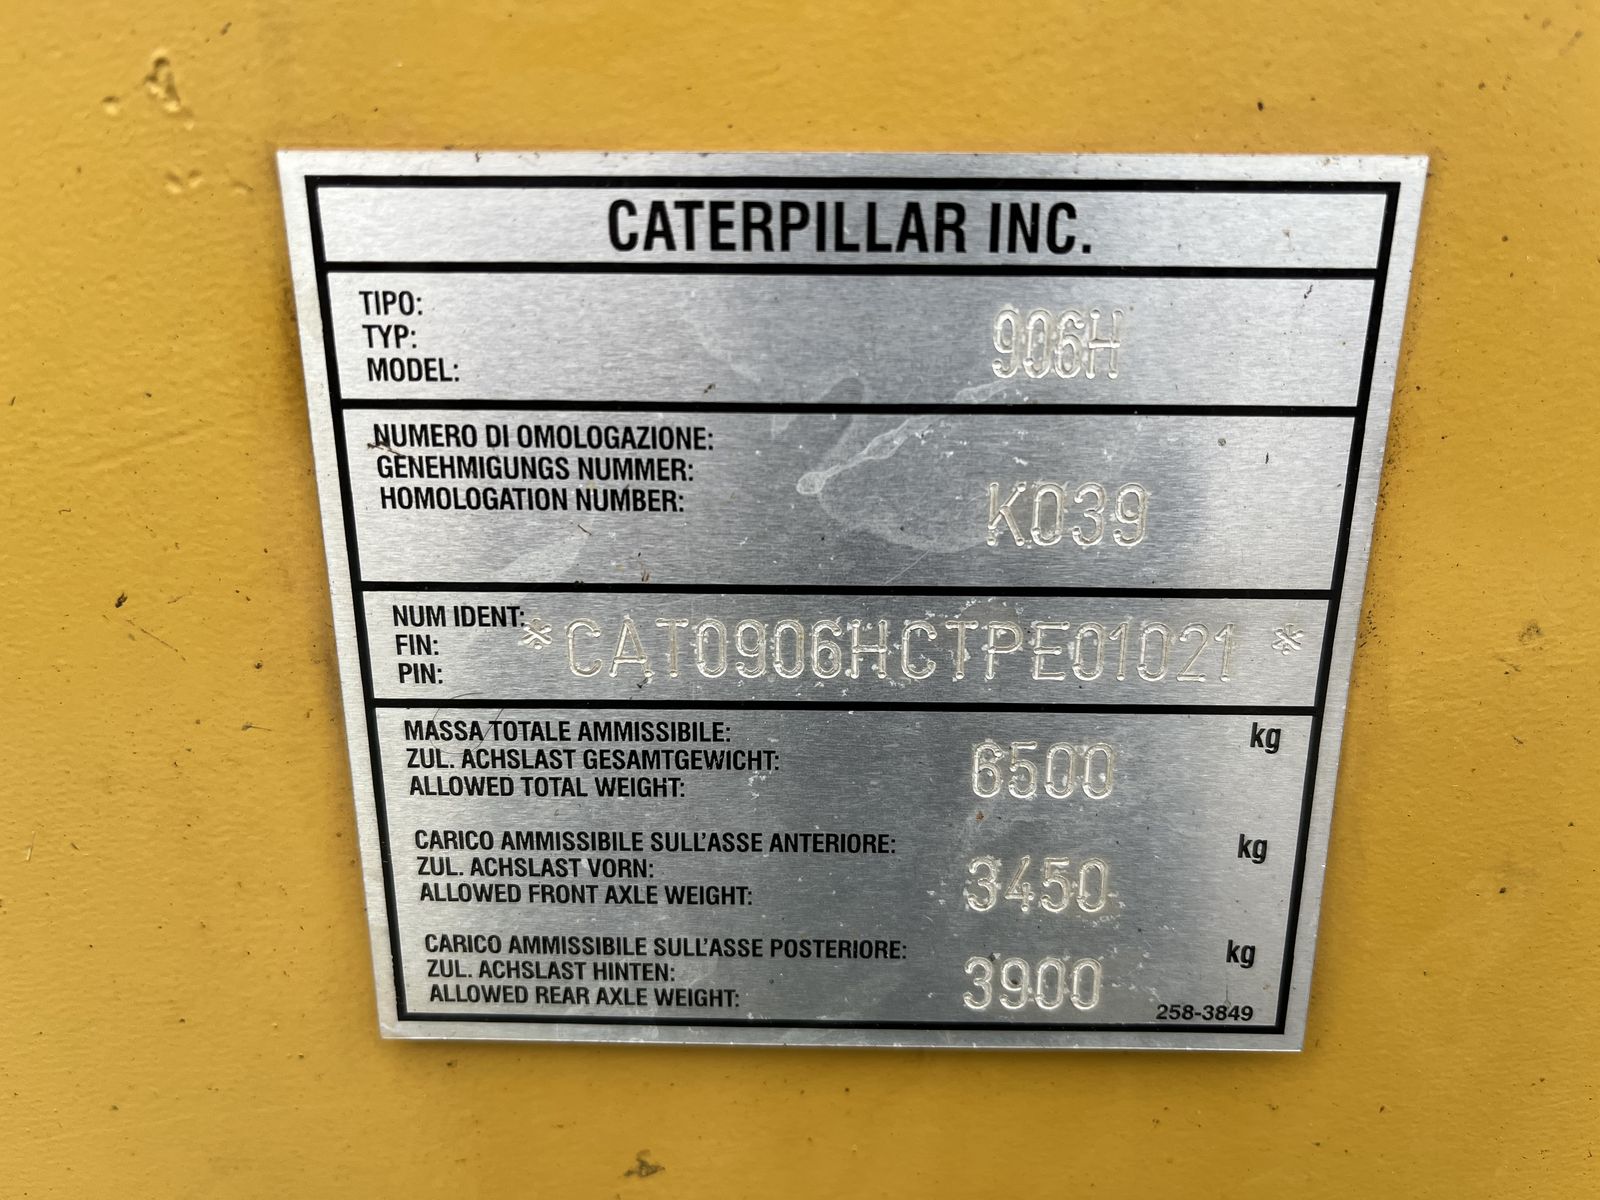 CATERPILLAR INC.
TIPO:
TYP:
MODEL:
906H
NUMERO DI OMOLOGAZIONE:
GENEHMIGUNGS NUMMER:
HOMOLOGATION NUMBER:
K039
NUM IDENT:
FIN:
PIN:
*CAT0906HCTPE01021*
MASSA TOTALE AMMISSIBILE:
ZUL. ACHSLAST GESAMTGEWICHT:
ALLOWED TOTAL WEIGHT:
6500 kg
CARICO AMMISSIBILE SULL'ASSE ANTERIORE:
ZUL. ACHSLAST VORN:
ALLOWED FRONT AXLE WEIGHT:
3450 kg
CARICO AMMISSIBILE SULL'ASSE POSTERIORE:
ZUL. ACHSLAST HINTEN:
ALLOWED REAR AXLE WEIGHT:
3900 kg
258-3849